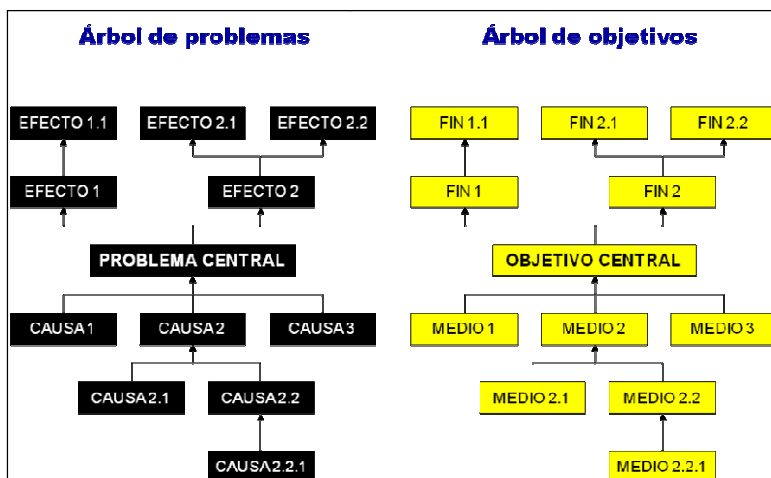 Árbol de problemas
EFECTO 1.1
EFECTO 2.1
EFECTO 2.2
EFECTO 1
EFECTO 2
PROBLEMA CENTRAL
CAUSA 1
CAUSA 2
CAUSA 3
CAUSA 2.1
CAUSA 2.2
CAUSA 2.2.1
Árbol de objetivos
FIN 1.1
FIN 2.1
FIN 2.2
FIN 1
FIN 2
OBJETIVO CENTRAL
MEDIO 1
MEDIO 2
MEDIO 3
MEDIO 2.1
MEDIO 2.2
MEDIO 2.2.1